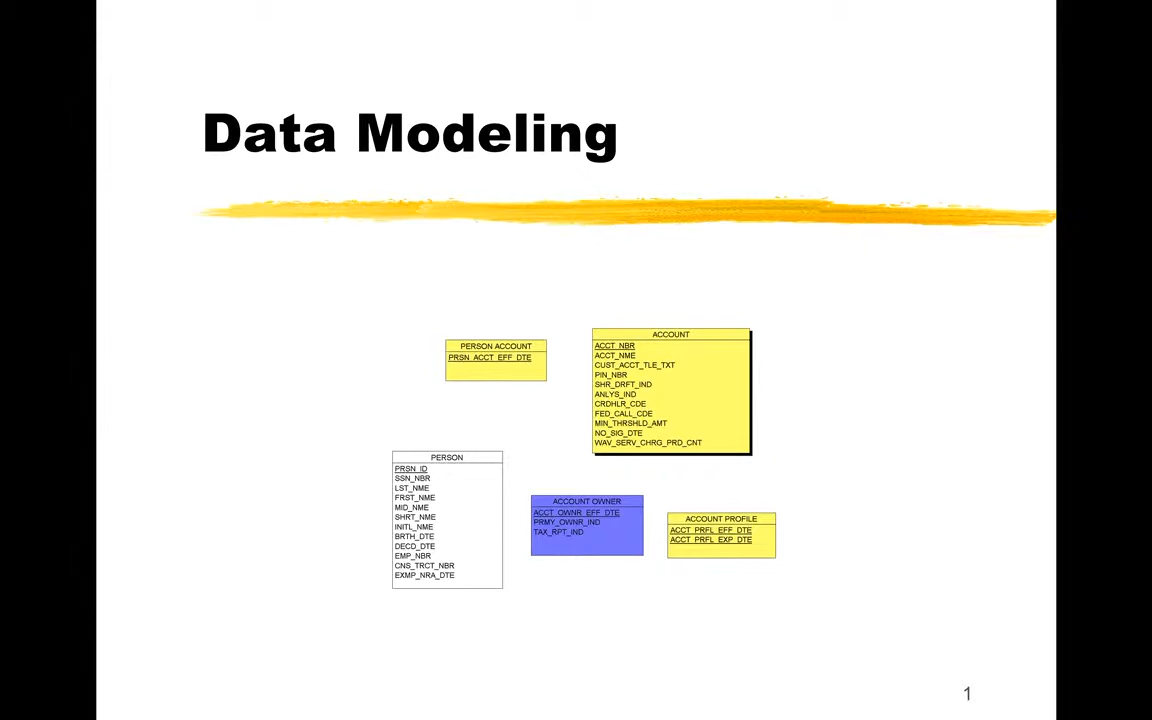 Data Modeling
PERSON ACCOUNT
PRSN_ACCT_EFF_DTE
ACCOUNT
ACCT_NBR
ACCT_NME
CUST_ACCT_TLE_TXT
PIN_NBR
SHR_DRFT_IND
ANLYS_IND
CRDHLR_CDE
FED_CALL_CDE
MIN_THRSHLD_AMT
NO_SIG_DTE
WAV_SERV_CHRG_PRD_CNT
PERSON
PRSN_ID
SSN_NBR
LST_NME
FRST_NME
MID_NME
SHRT_NME
INITL_NME
BRTH_DTE
DECD_DTE
EMP_NBR
CNS_TRCT_NBR
EXMP_NRA_DTE
ACCOUNT OWNER
ACCT_OWNR_EFF_DTE
PRMY_OWNR_IND
TAX_RPT_IND
ACCOUNT PROFILE
ACCT_PRFL_EFF_DTE
ACCT_PRFL_EXP_DTE
1